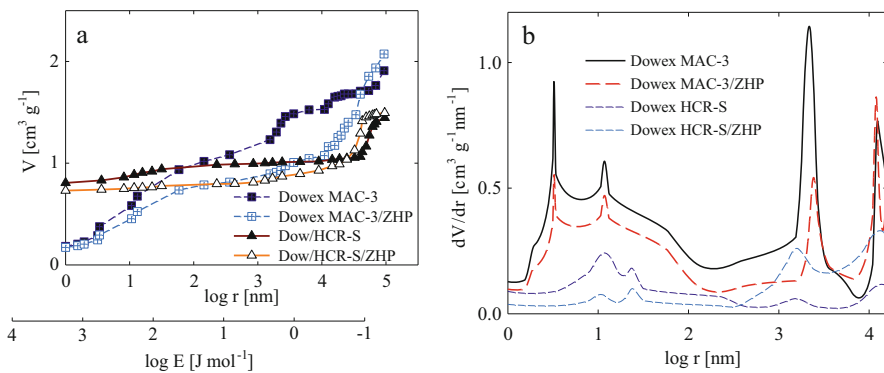 a
2
1
0
V [cm³ g⁻¹]
Dowex MAC-3
Dowex MAC-3/ZHP
Dow/HCR-S
Dow/HCR-S/ZHP
0 1 2 3 4 5
log r [nm]
4 3 2 1 0 -1
log E [J mol⁻¹]
b
1.0
0.5
0.0
dV/dr [cm³ g⁻¹nm⁻¹]
Dowex MAC-3
Dowex MAC-3/ZHP
Dowex HCR-S
Dowex HCR-S/ZHP
0 1 2 3 4
log r [nm]